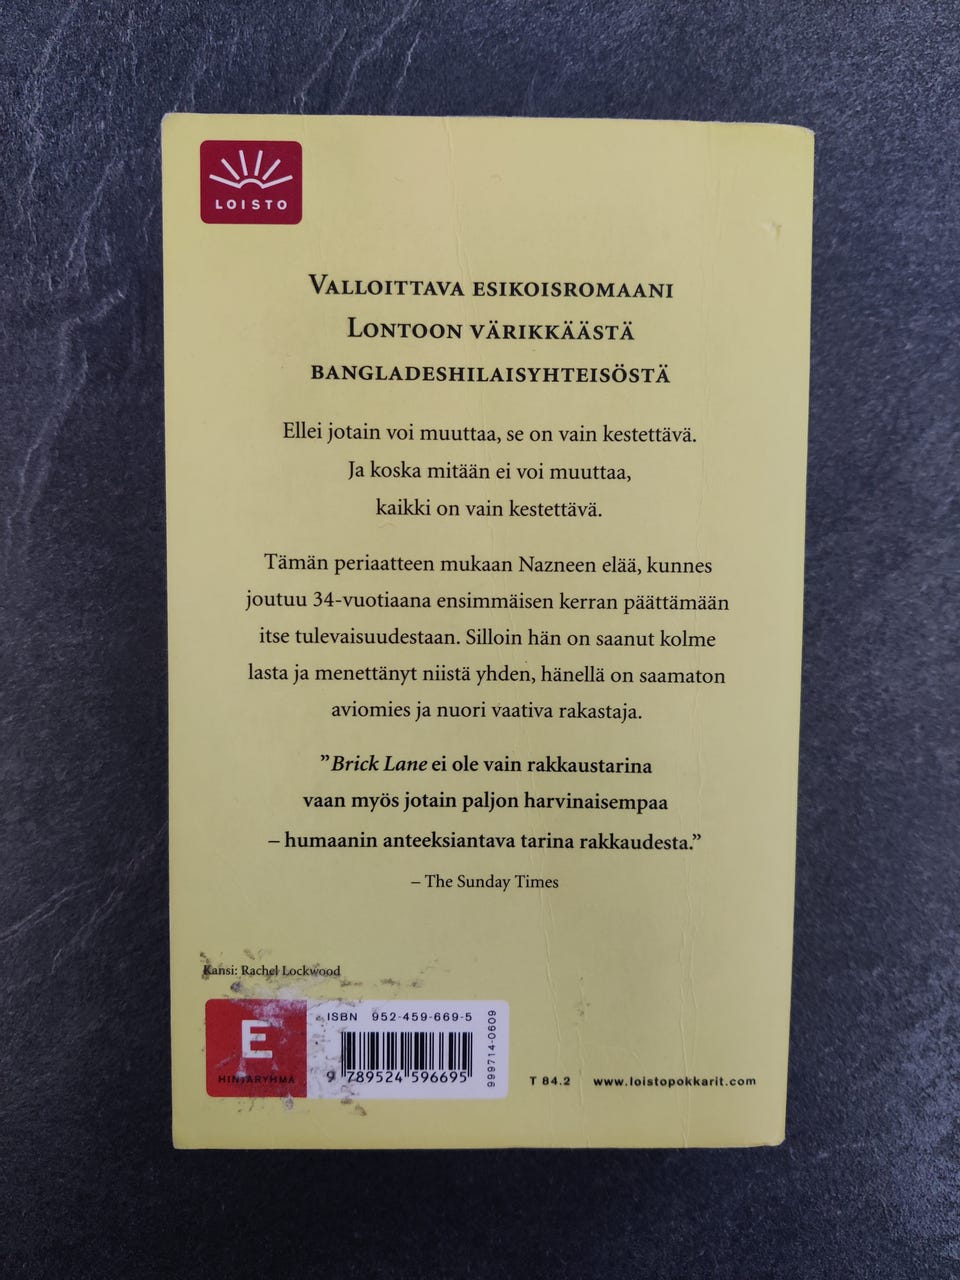 LOISTO
VALLOITTAVA ESIKOISROMAANI
LONTOON VÄRIKKÄÄSTÄ
BANGLADESHILAISYHTEISÖSTÄ
Ellei jotain voi muuttaa, se on vain kestettävä.
Ja koska mitään ei voi muuttaa,
kaikki on vain kestettävä.
Tämän periaatteen mukaan Nazneen elää, kunnes
joutuu 34-vuotiaana ensimmäisen kerran päättämään
itse tulevaisuudestaan. Silloin hän on saanut kolme
lasta ja menettänyt niistä yhden, hänellä on saamaton
aviomies ja nuori vaativa rakastaja.
”Brick Lane ei ole vain rakkaustarina
vaan myös jotain paljon harvinaisempaa
– humaanin anteeksiantava tarina rakkaudesta.”
– The Sunday Times
Kansi: Rachel Lockwood
E
HINTARYHMÄ
ISBN 952-459-669-5
9 789524 596695
999714-0609
T 84.2 www.loistopokkarit.com